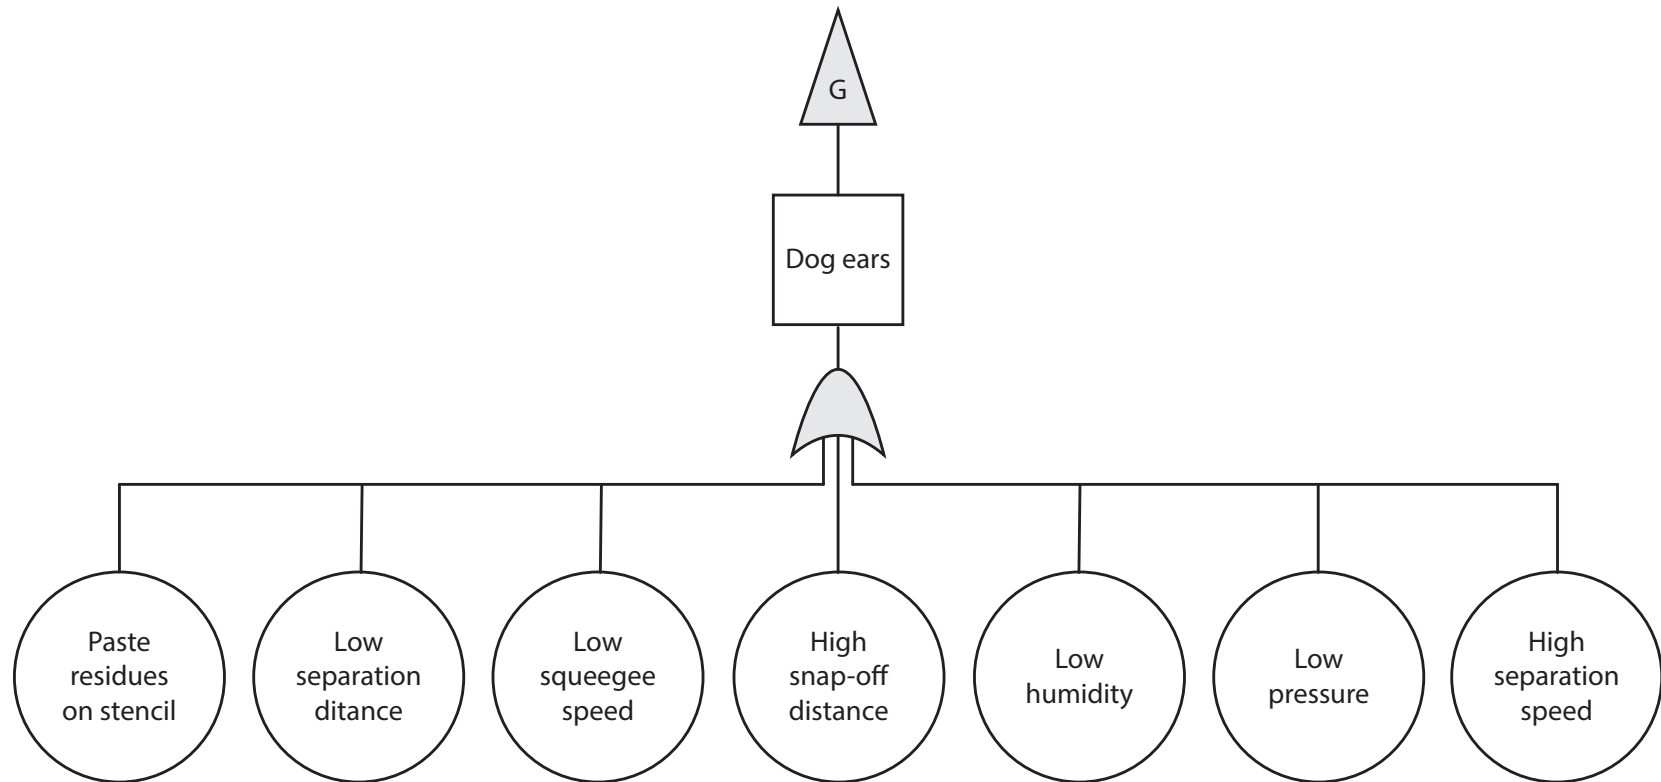 G
Dog ears
Paste
residues
on stencil
Low
separation
ditance
Low
squeegee
speed
High
snap-off
distance
Low
humidity
Low
pressure
High
separation
speed